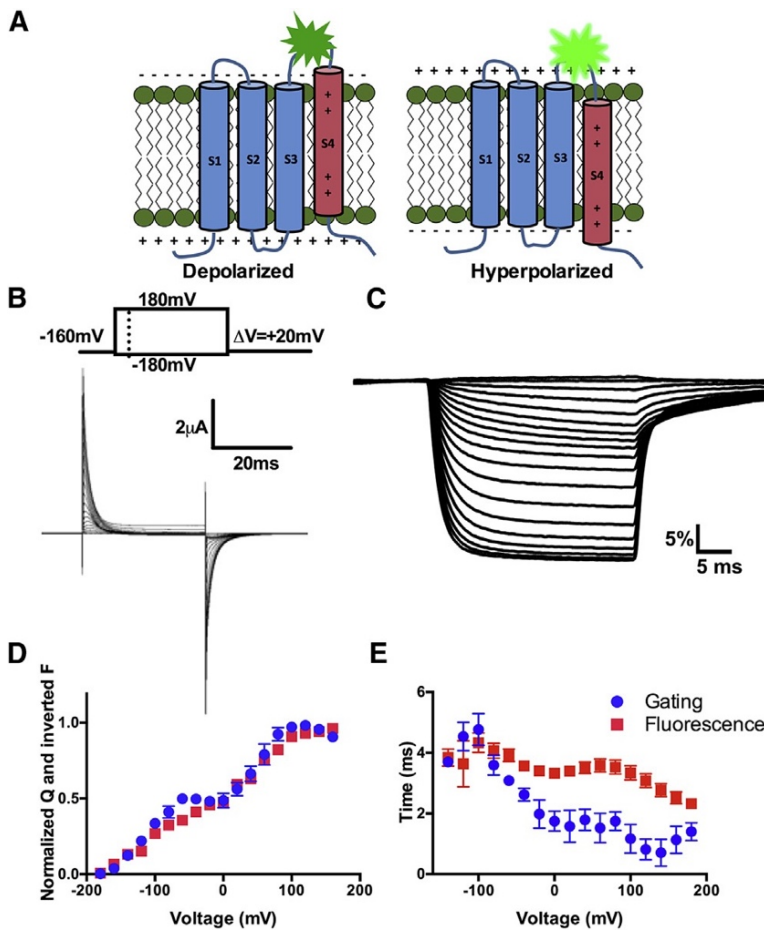 A
S1
S2
S3
S4
+
+
+
+
- - - - - - - - - - - - - - -
+ + + + + + + + + + + + + + +
Depolarized
+ + + + + + + + + + + + + + +
S1
S2
S3
S4
+
+
+
+
- - - - - - - - - - - - - - -
Hyperpolarized
B
180mV
-160mV
ΔV=+20mV
-180mV
2μA
20ms
C
5%
5 ms
D
Normalized Q and inverted F
1.0
0.5
0.0
-200 -100 0 100 200
Voltage (mV)
E
Gating
Fluorescence
Time (ms)
6
4
2
0
-100 0 100 200
Voltage (mV)